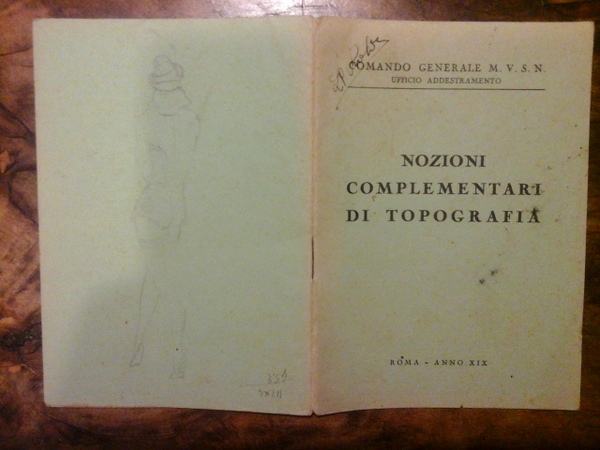 COMANDO GENERALE M. V. S. N.
UFFICIO ADDESTRAMENTO
NOZIONI
COMPLEMENTARI
DI TOPOGRAFIA
ROMA - ANNO XIX